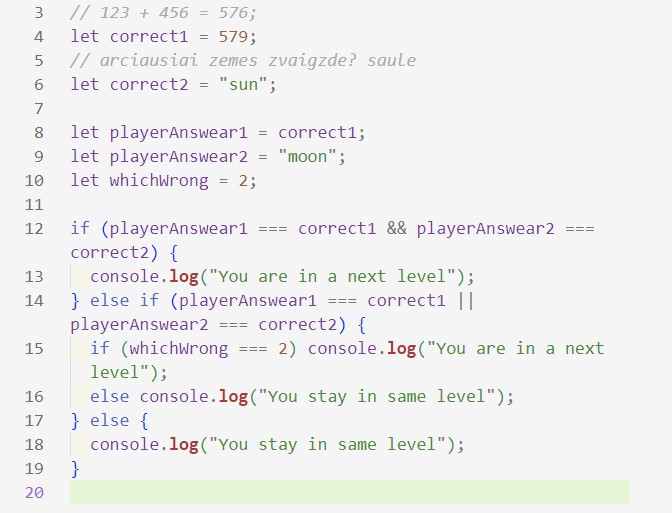 3 // 123 + 456 = 576;
4 let correct1 = 579;
5 // arciausiai zemes zvaigzde? saule
6 let correct2 = "sun";
7
8 let playerAnswear1 = correct1;
9 let playerAnswear2 = "moon";
10 let whichWrong = 2;
11
12 if (playerAnswear1 === correct1 && playerAnswear2 ===
correct2) {
13 console.log("You are in a next level");
14 } else if (playerAnswear1 === correct1 ||
playerAnswear2 === correct2) {
15 if (whichWrong === 2) console.log("You are in a next
level");
16 else console.log("You stay in same level");
17 } else {
18 console.log("You stay in same level");
19 }
20